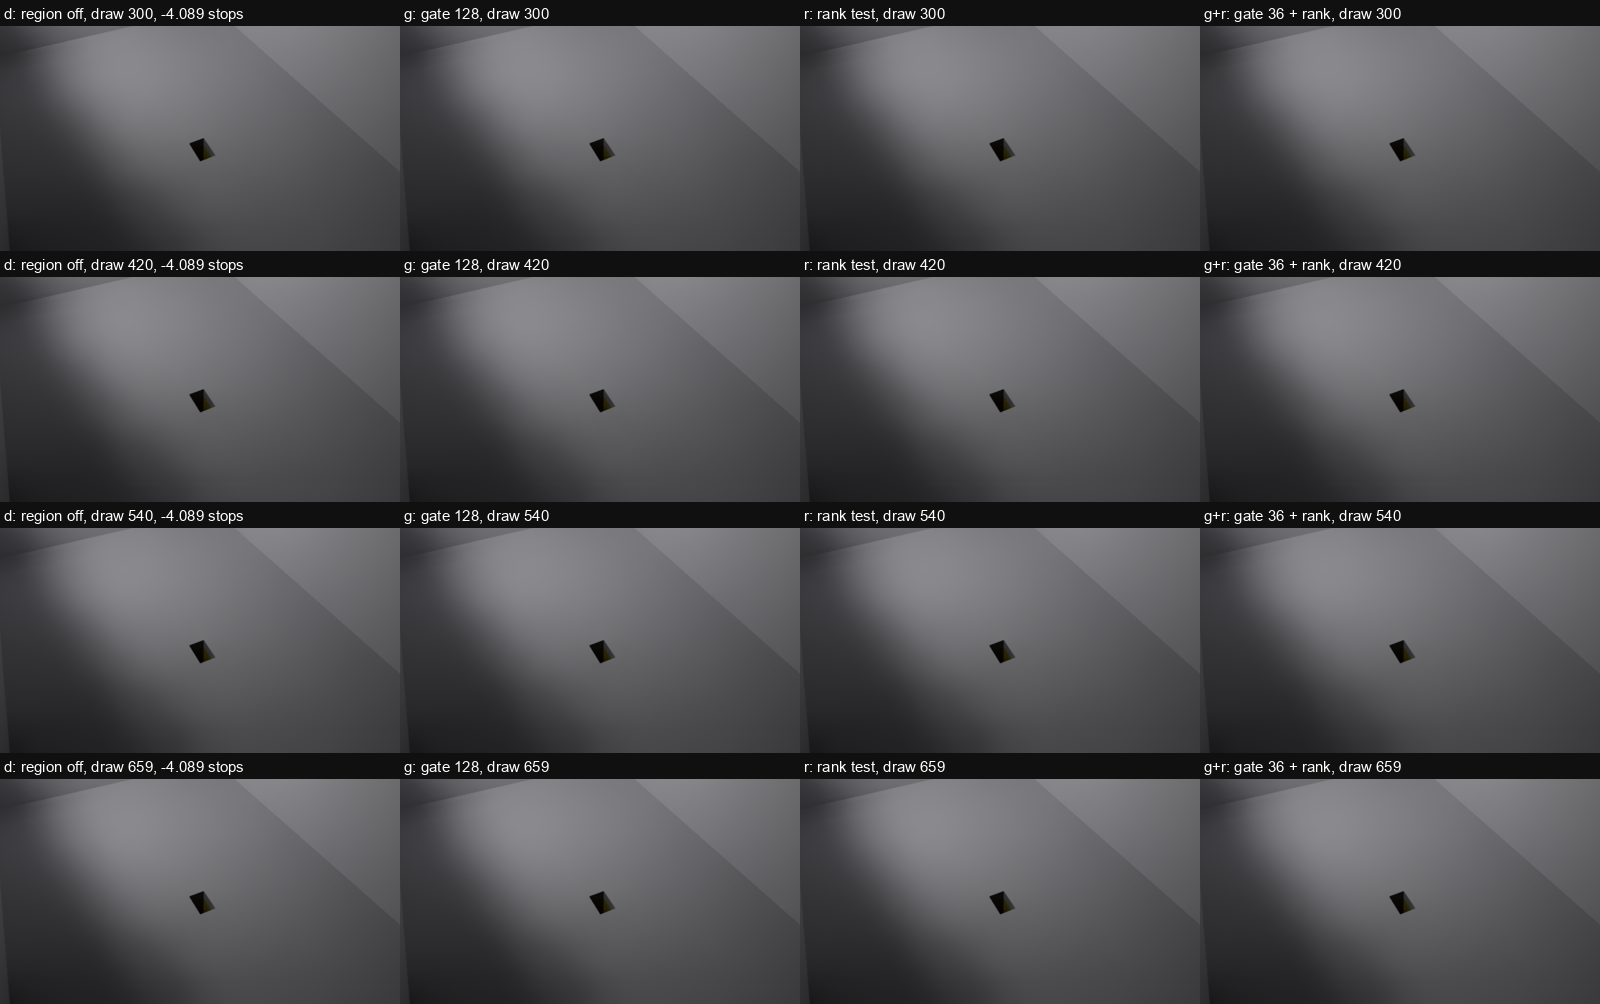 d: region off, draw 300, -4.089 stops
g: gate 128, draw 300
r: rank test, draw 300
g+r: gate 36 + rank, draw 300
d: region off, draw 420, -4.089 stops
g: gate 128, draw 420
r: rank test, draw 420
g+r: gate 36 + rank, draw 420
d: region off, draw 540, -4.089 stops
g: gate 128, draw 540
r: rank test, draw 540
g+r: gate 36 + rank, draw 540
d: region off, draw 659, -4.089 stops
g: gate 128, draw 659
r: rank test, draw 659
g+r: gate 36 + rank, draw 659